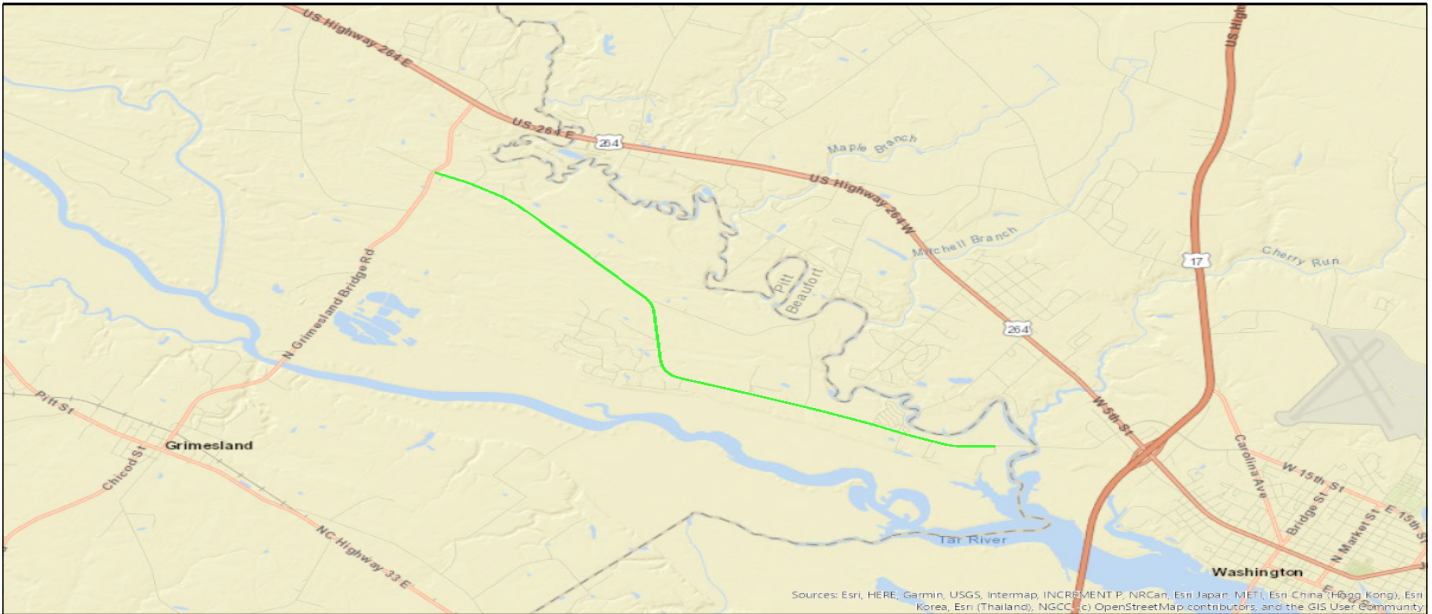 US Highway 264 E
US High
US 264 E
264
Maple Branch
US Highway 264 W
Mitchell Branch
Cherry Run
17
Pitt
Beaufort
N Grimesland Bridge Rd
264
Pitt St
Grimesland
Chicod St
W 5th St
Carolina Ave
W 15th St
Bridge St
E 15th St
N Market St
NC Highway 33 E
Tar River
Washington
Sources: Esri, HERE, Garmin, USGS, Intermap, INCREMENT P, NRCan, Esri Japan, METI, Esri China (Hong Kong), Esri
Korea, Esri (Thailand), NGCC, (c) OpenStreetMap contributors, and the GIS User Community